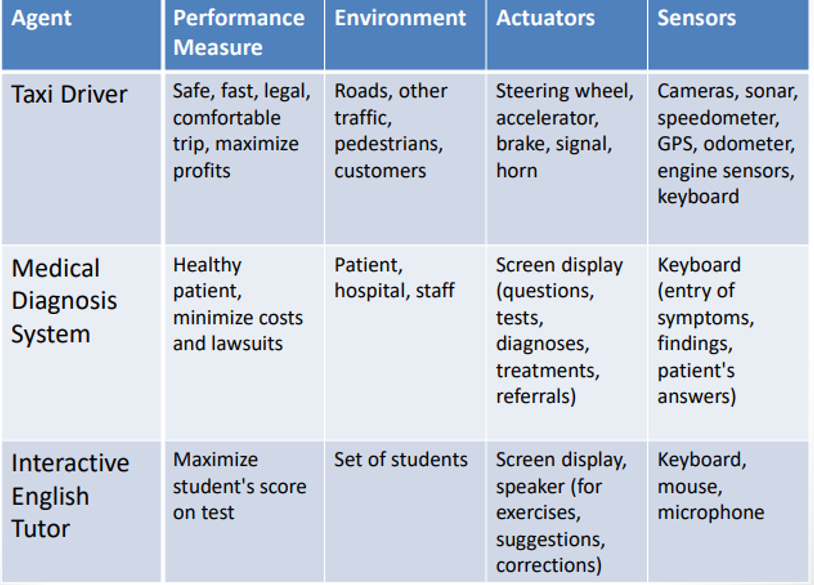 Agent
Performance
Measure
Environment
Actuators
Sensors
Taxi Driver
Safe, fast, legal,
comfortable
trip, maximize
profits
Roads, other
traffic,
pedestrians,
customers
Steering wheel,
accelerator,
brake, signal,
horn
Cameras, sonar,
speedometer,
GPS, odometer,
engine sensors,
keyboard
Medical
Diagnosis
System
Healthy
patient,
minimize costs
and lawsuits
Patient,
hospital, staff
Screen display
(questions,
tests,
diagnoses,
treatments,
referrals)
Keyboard
(entry of
symptoms,
findings,
patient's
answers)
Interactive
English
Tutor
Maximize
student's score
on test
Set of students
Screen display,
speaker (for
exercises,
suggestions,
corrections)
Keyboard,
mouse,
microphone